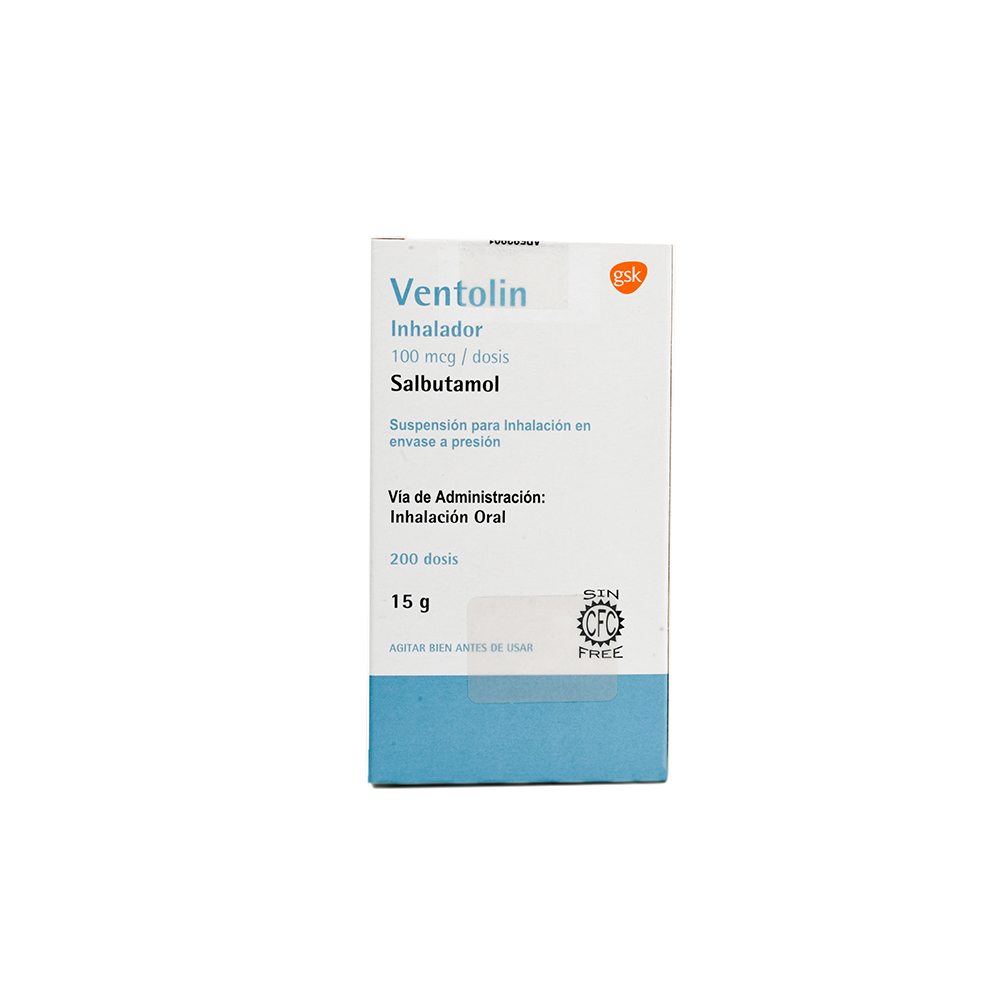 Ventolin
gsk
Inhalador
100 mcg / dosis
Salbutamol
Suspensión para Inhalación en
envase a presión
Vía de Administración:
Inhalación Oral
200 dosis
15 g
SIN
CFC
FREE
AGITAR BIEN ANTES DE USAR